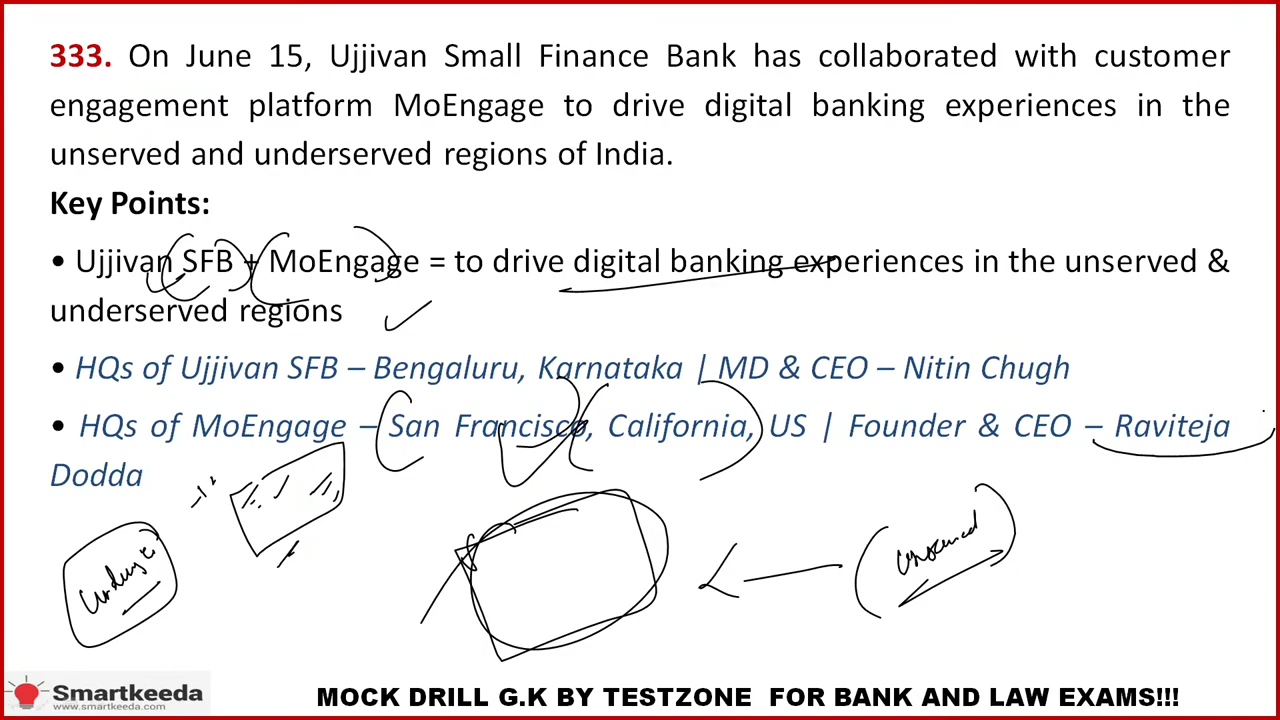 333. On June 15, Ujjivan Small Finance Bank has collaborated with customer
engagement platform MoEngage to drive digital banking experiences in the
unserved and underserved regions of India.
Key Points:
• Ujjivan SFB + MoEngage = to drive digital banking experiences in the unserved &
underserved regions
• HQs of Ujjivan SFB – Bengaluru, Karnataka | MD & CEO – Nitin Chugh
• HQs of MoEngage – San Francisco, California, US | Founder & CEO – Raviteja
Dodda
unserved
Smartkeeda
www.smartkeeda.com
MOCK DRILL G.K BY TESTZONE FOR BANK AND LAW EXAMS!!!